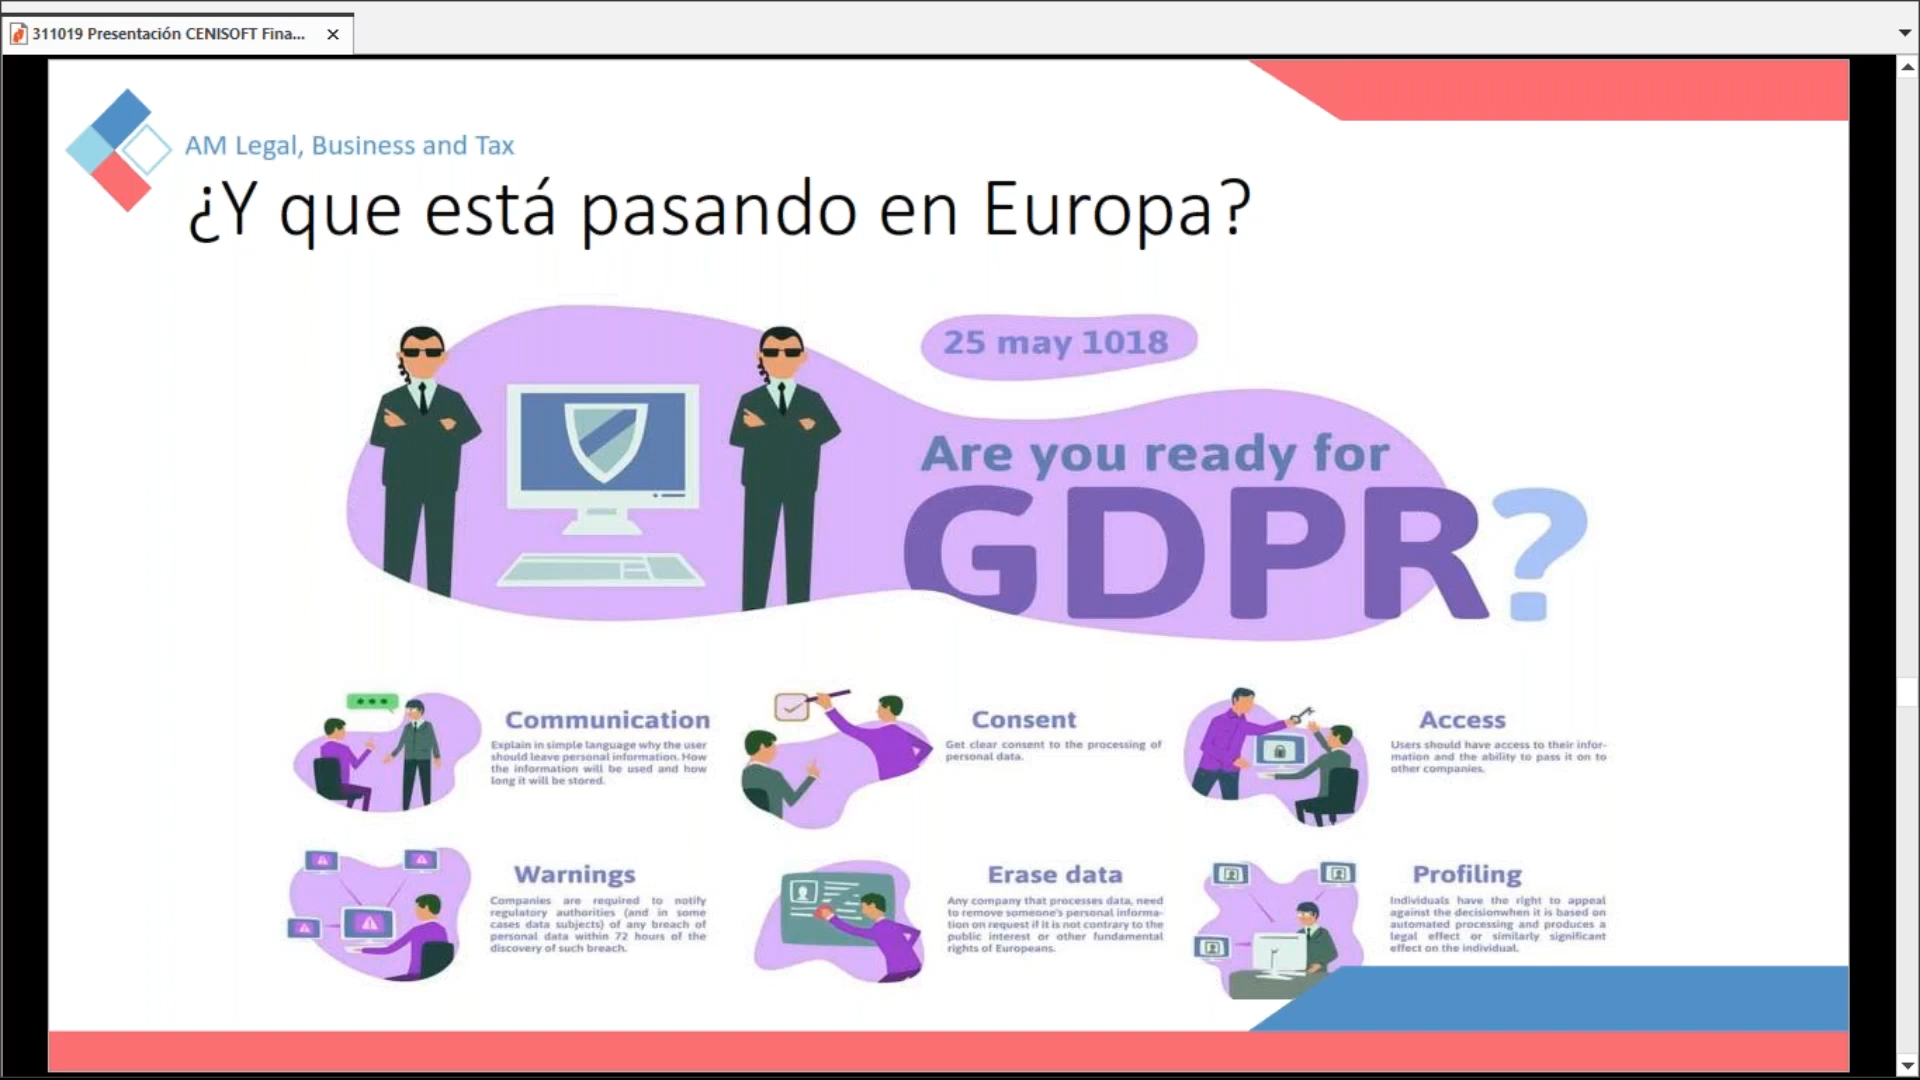 311019 Presentación CENISOFT Fina...
AM Legal, Business and Tax
¿Y que está pasando en Europa?
25 may 1018
Are you ready for
GDPR?
Communication
Explain in simple language why the user
should leave personal information. How
the information will be used and how
long it will be stored.
Consent
Get clear consent to the processing of
personal data.
Access
Users should have access to their infor-
mation and the ability to pass it on to
other companies.
Warnings
Companies are required to notify
regulatory authorities (and in some
cases data subjects) of any breach of
personal data within 72 hours of the
discovery of such breach.
Erase data
Any company that processes data, need
to remove someone's personal informa-
tion on request if it is not contrary to the
public interest or other fundamental
rights of Europeans.
Profiling
Individuals have the right to appeal
against the decisionwhen it is based on
automated processing and produces a
legal effect or similarly significant
effect on the individual.